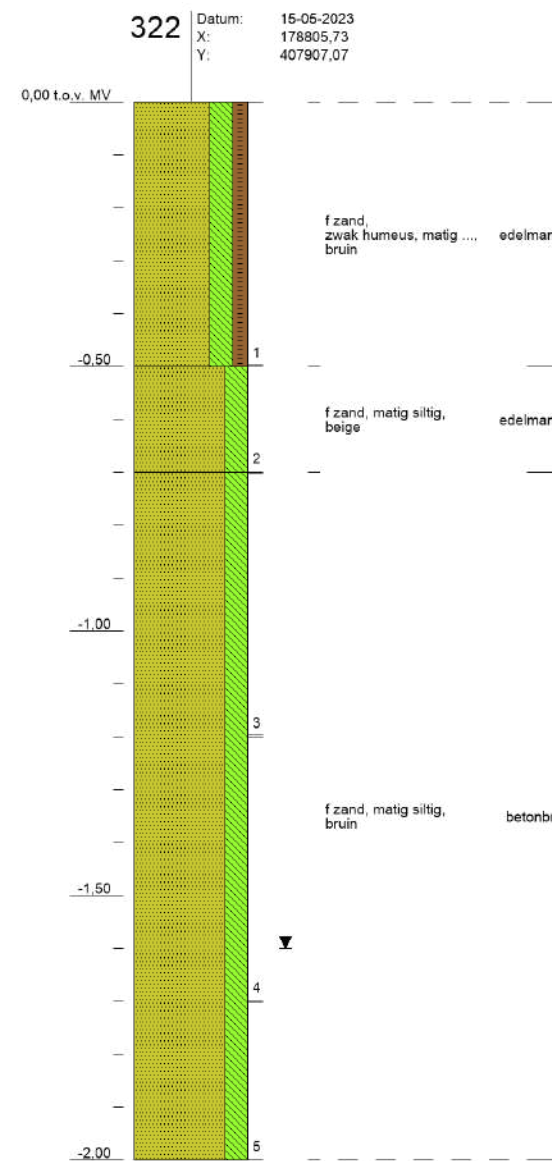 322
Datum: 15-05-2023
X: 178805,73
Y: 407907,07
0,00 t.o.v. MV
f zand,
zwak humeus, matig ...,
bruin
edelman
-0,50
1
f zand, matig siltig,
beige
edelman
2
-1,00
3
f zand, matig siltig,
bruin
betonbr
-1,50
4
-2,00
5